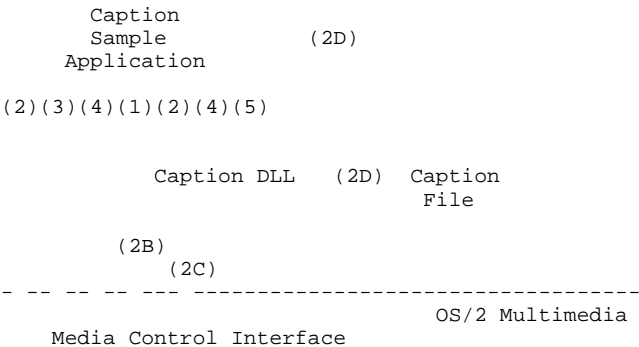 Caption
Sample (2D)
Application
(2)(3)(4)(1)(2)(4)(5)
Caption DLL (2D) Caption
File
(2B)
(2C)
- -- -- -- --- -----------------------------------
OS/2 Multimedia
Media Control Interface